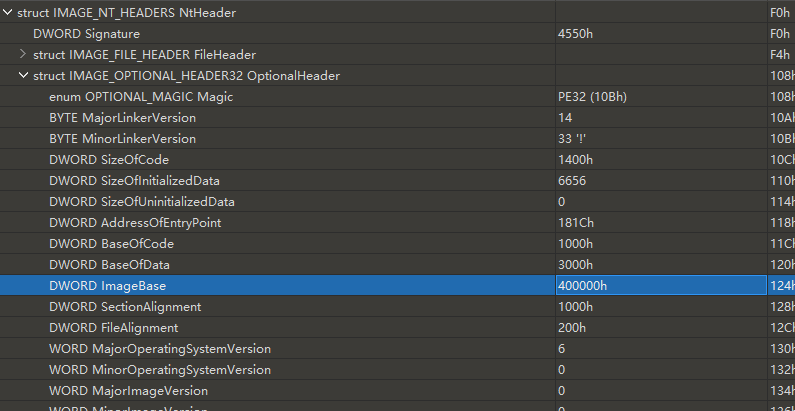 struct IMAGE_NT_HEADERS NtHeader F0h
DWORD Signature 4550h F0h
struct IMAGE_FILE_HEADER FileHeader F4h
struct IMAGE_OPTIONAL_HEADER32 OptionalHeader 108h
enum OPTIONAL_MAGIC Magic PE32 (10Bh) 108h
BYTE MajorLinkerVersion 14 10Ah
BYTE MinorLinkerVersion 33 '!' 10Bh
DWORD SizeOfCode 1400h 10Ch
DWORD SizeOfInitializedData 6656 110h
DWORD SizeOfUninitializedData 0 114h
DWORD AddressOfEntryPoint 181Ch 118h
DWORD BaseOfCode 1000h 11Ch
DWORD BaseOfData 3000h 120h
DWORD ImageBase 400000h 124h
DWORD SectionAlignment 1000h 128h
DWORD FileAlignment 200h 12Ch
WORD MajorOperatingSystemVersion 6 130h
WORD MinorOperatingSystemVersion 0 132h
WORD MajorImageVersion 0 134h